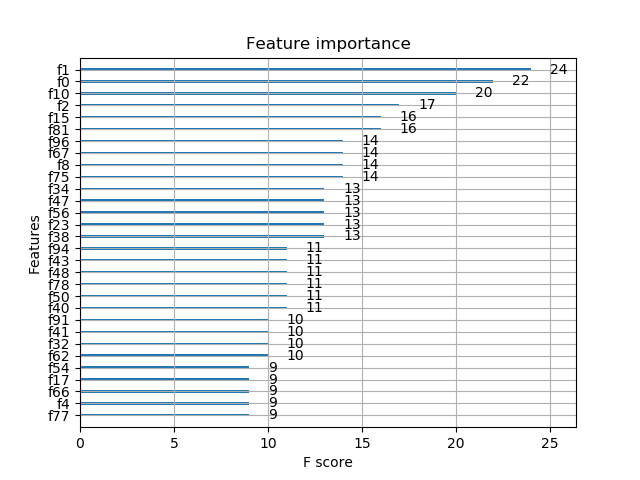 Feature importance
f1 24
f0 22
f10 20
f2 17
f15 16
f81 16
f96 14
f67 14
f8 14
f75 14
f34 13
f47 13
f56 13
f23 13
f38 13
f94 11
f43 11
f48 11
f78 11
f50 11
f40 11
f91 10
f41 10
f32 10
f62 10
f54 9
f17 9
f66 9
f4 9
f77 9
Features
0 5 10 15 20 25
F score